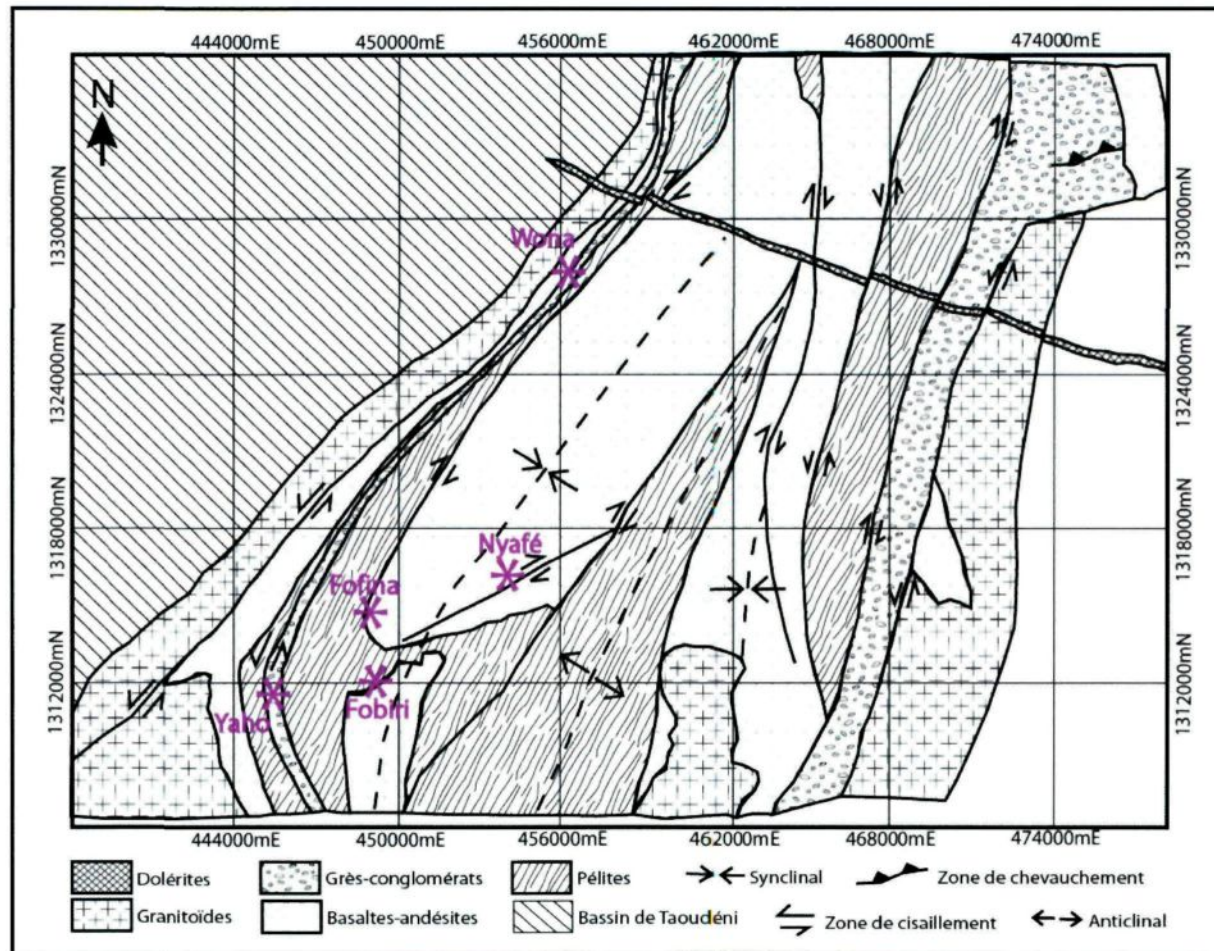 444000mE 450000mE 456000mE 462000mE 468000mE 474000mE
N
1330000mN 1330000mN
Wona
1324000mN 1324000mN
1318000mN 1318000mN
Nyafé
Fofina
1312000mN 1312000mN
Yaho Fobiri
444000mE 450000mE 456000mE 462000mE 468000mE 474000mE
Dolérites Grès-conglomérats Pélites Synclinal Zone de chevauchement
Granitoïdes Basaltes-andésites Bassin de Taoudéni Zone de cisaillement Anticlinal